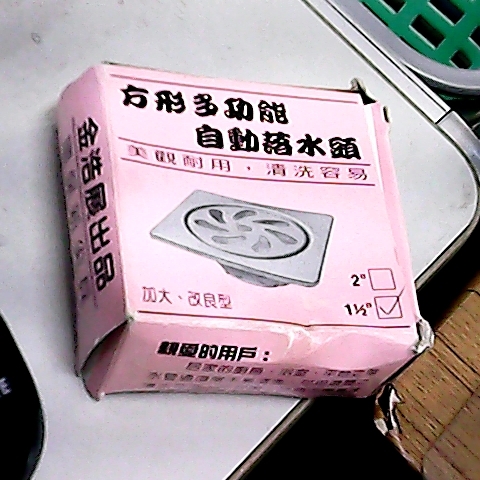 方形多功能
自動落水頭
美觀耐用，清洗容易
加大、改良型
2"
1½"
金浩威出品
親愛的用戶：